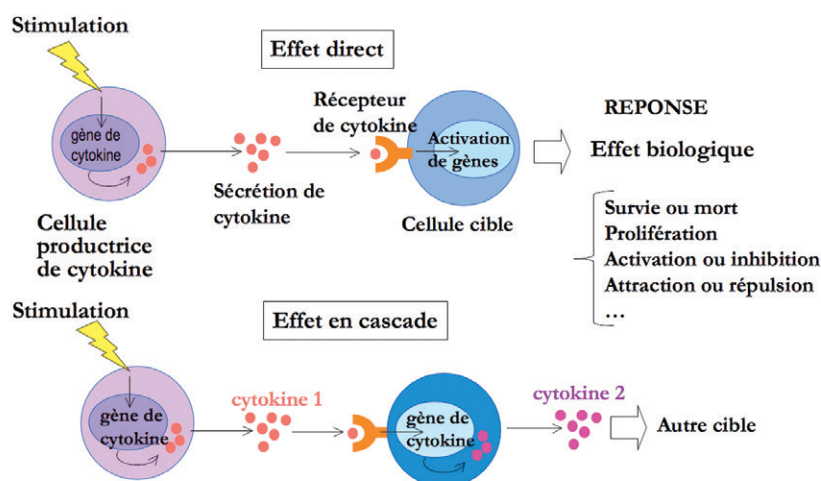 Stimulation
Effet direct
gène de
cytokine
Récepteur
de cytokine
Activation
de gènes
REPONSE
Effet biologique
Sécrétion de
cytokine
Cellule
productrice
de cytokine
Cellule cible
Survie ou mort
Prolifération
Activation ou inhibition
Attraction ou répulsion
...
Stimulation
Effet en cascade
gène de
cytokine
cytokine 1
gène de
cytokine
cytokine 2
Autre cible